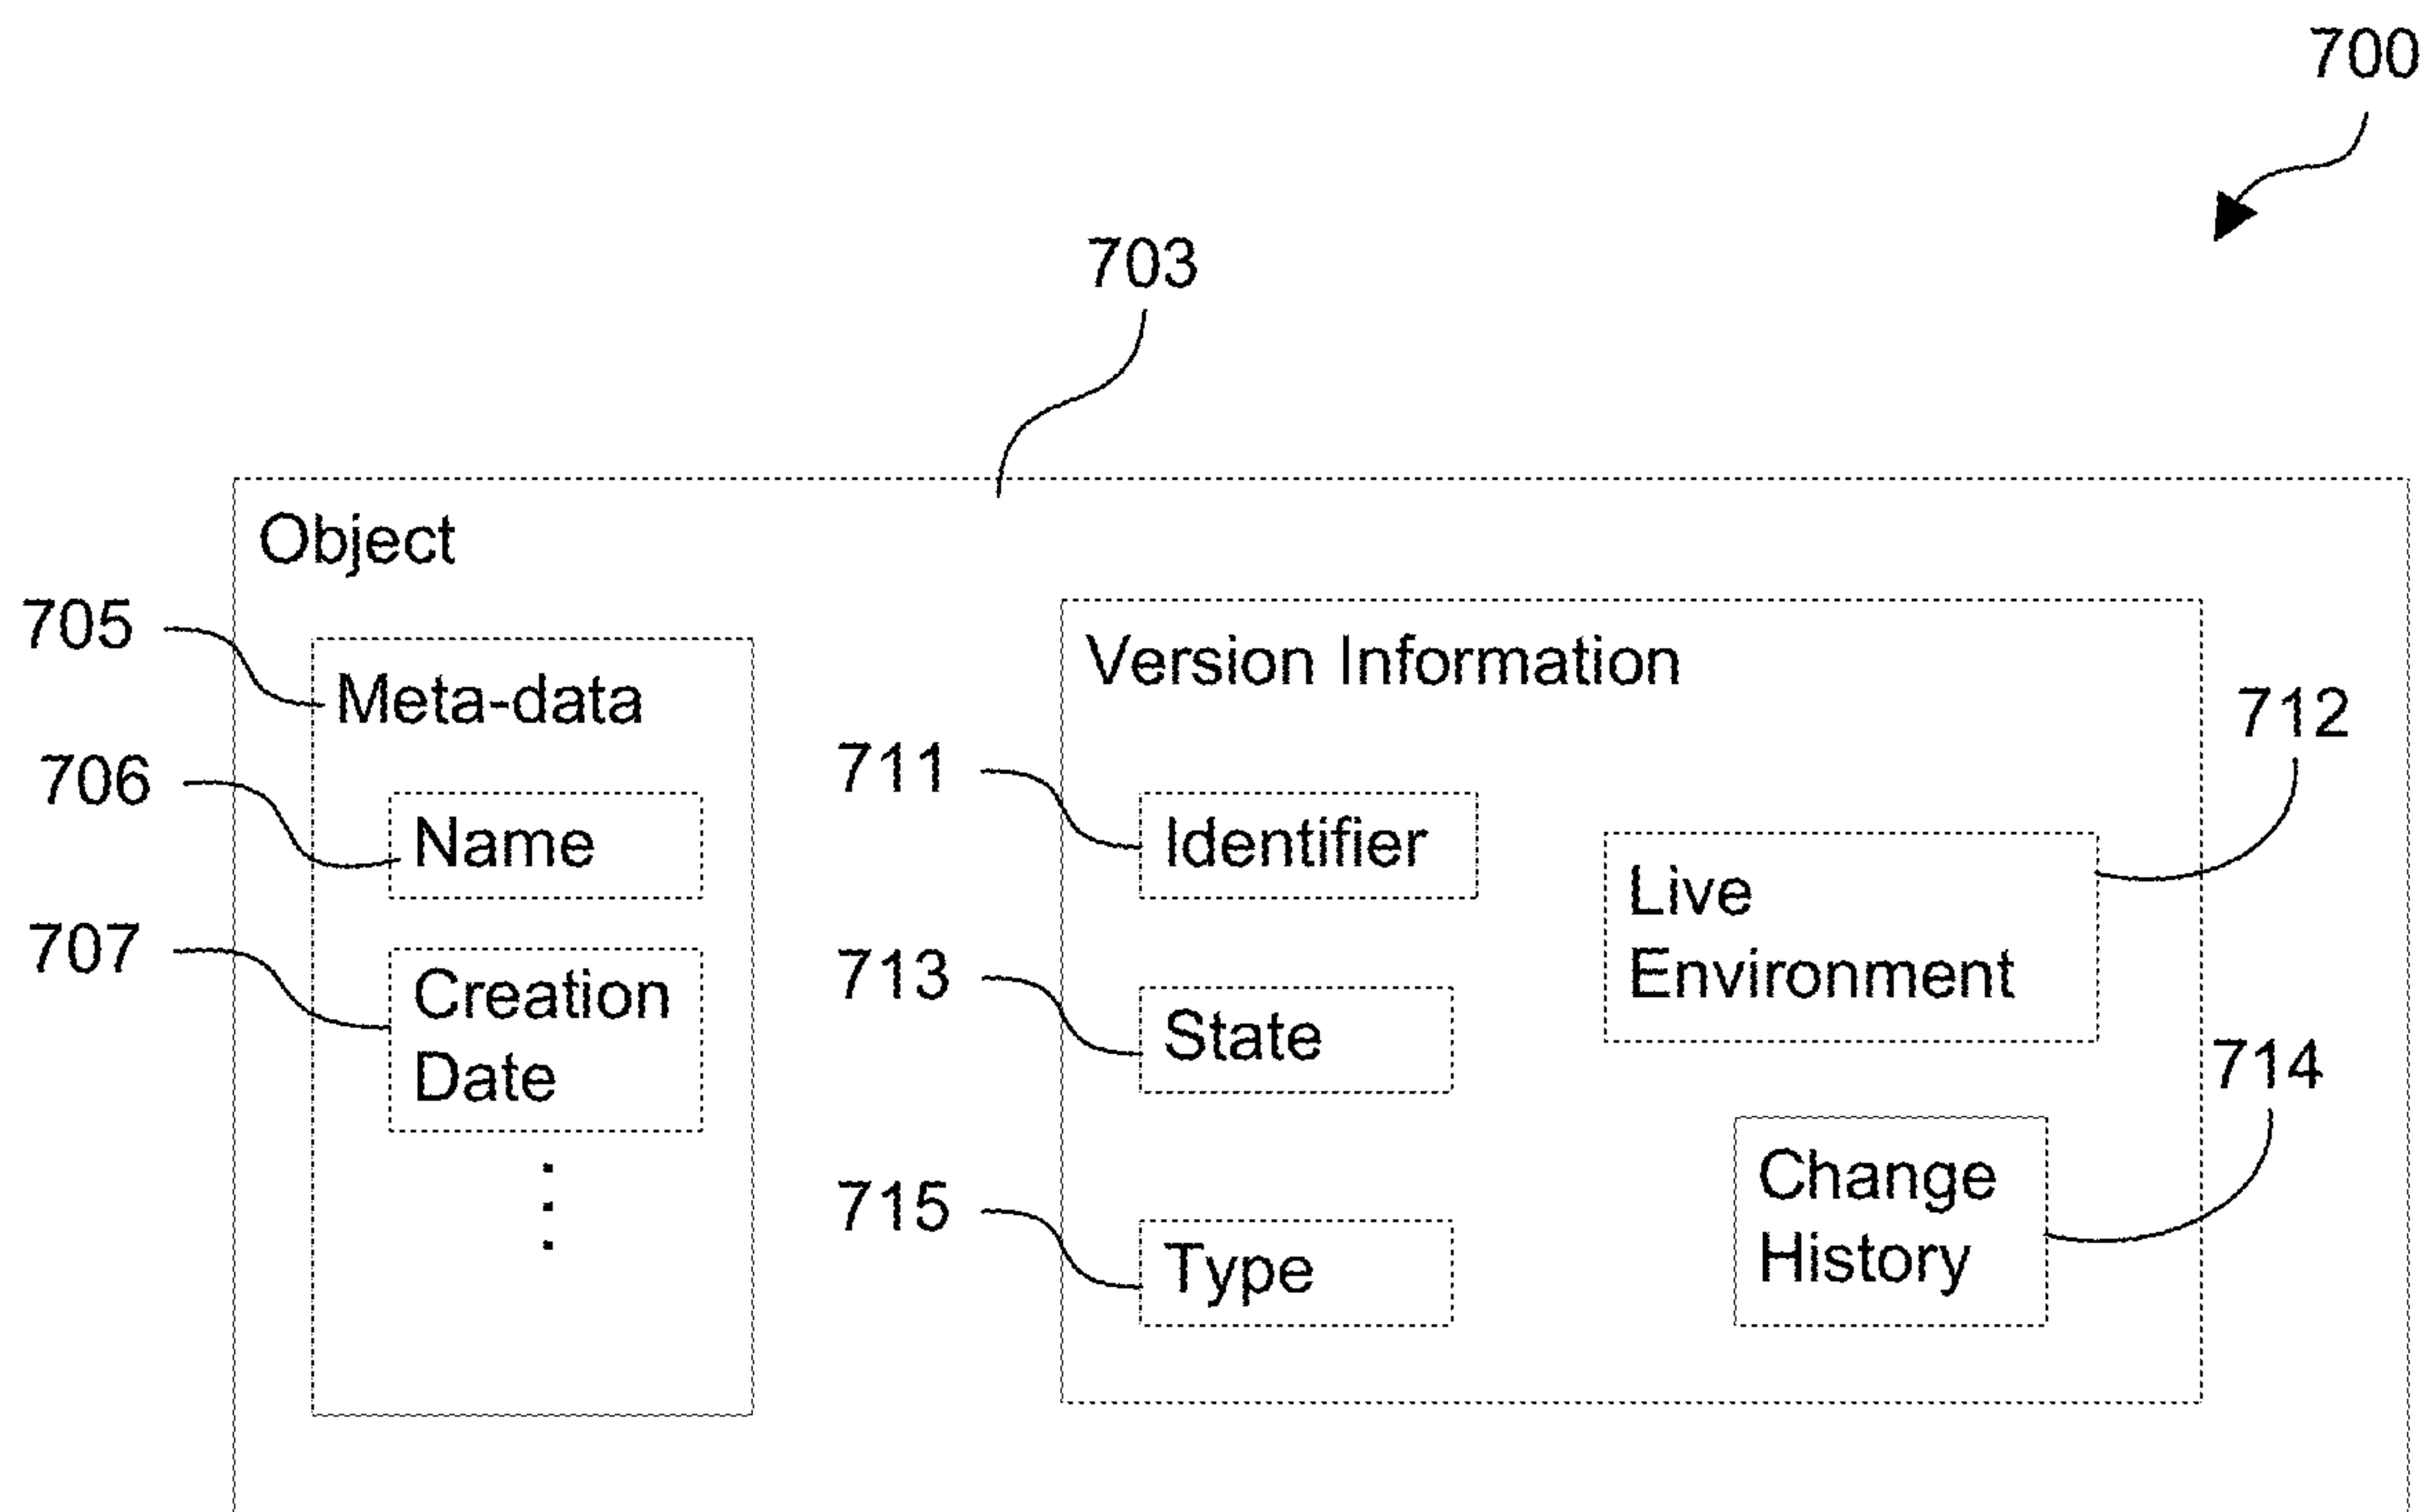 700
703
Object
705
Meta-data
706
Name
707
Creation
Date
Version Information
711
Identifier
712
Live
Environment
713
State
714
Change
History
715
Type